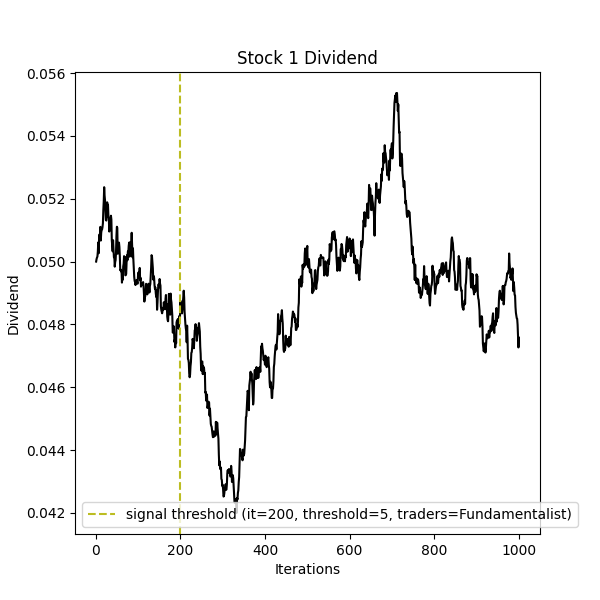 Stock 1 Dividend
0.056
0.054
0.052
0.050
0.048
0.046
0.044
0.042
Dividend
signal threshold (it=200, threshold=5, traders=Fundamentalist)
0 200 400 600 800 1000
Iterations